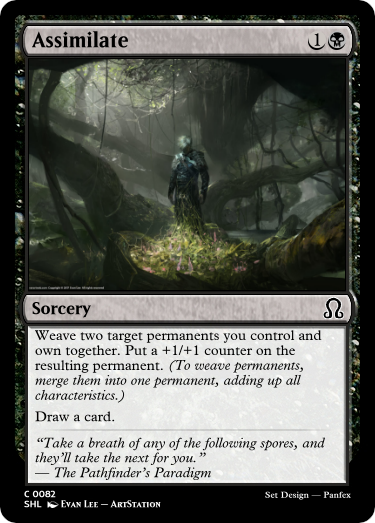 Assimilate 1
Sorcery
Weave two target permanents you control and
own together. Put a +1/+1 counter on the
resulting permanent. (To weave permanents,
merge them into one permanent, adding up all
characteristics.)
Draw a card.
“Take a breath of any of the following spores, and
they’ll take the next for you.”
— The Pathfinder’s Paradigm
C 0082
SHL Evan Lee — ArtStation
Set Design — Panfex